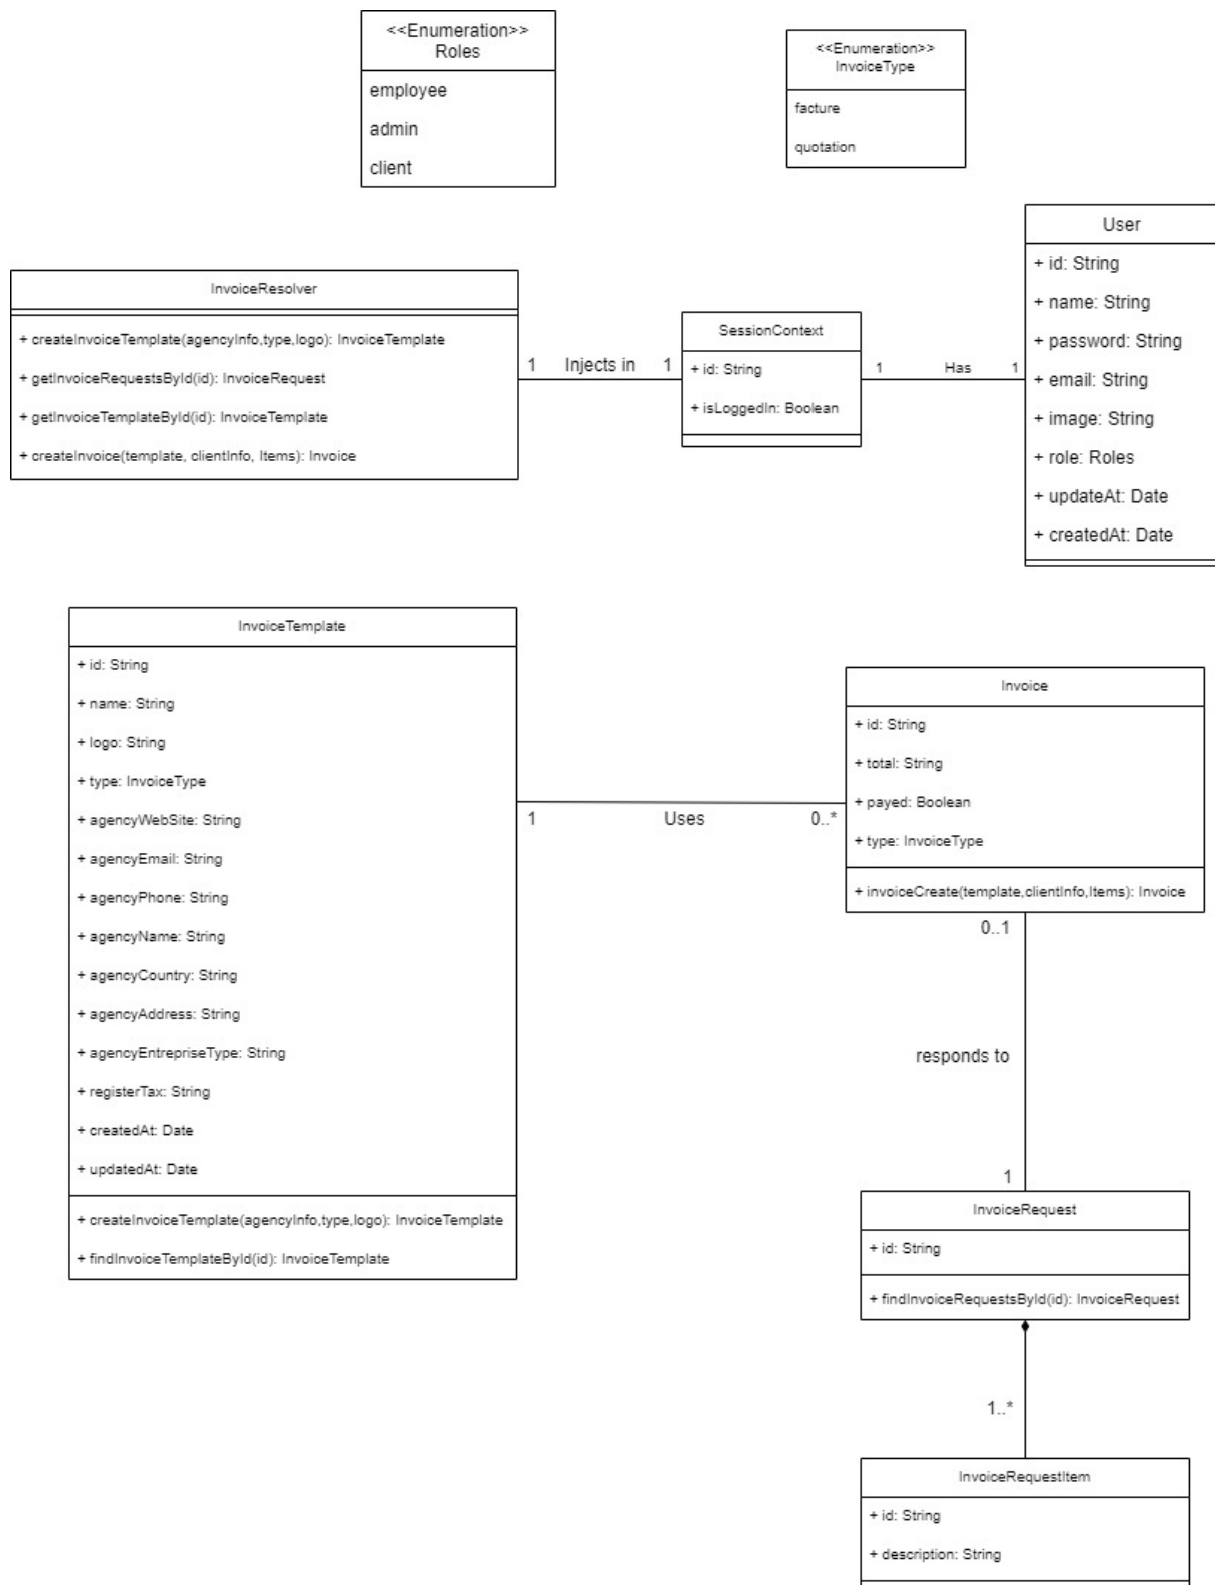 <<Enumeration>>
Roles
employee
admin
client
<<Enumeration>>
InvoiceType
facture
quotation
User
+ id: String
+ name: String
+ password: String
+ email: String
+ image: String
+ role: Roles
+ updateAt: Date
+ createdAt: Date
InvoiceResolver
+ createInvoiceTemplate(agencyInfo,type,logo): InvoiceTemplate
+ getInvoiceRequestsById(id): InvoiceRequest
+ getInvoiceTemplateById(id): InvoiceTemplate
+ createInvoice(template, clientInfo, Items): Invoice
1 Injects in 1
SessionContext
+ id: String
+ isLoggedIn: Boolean
1 Has 1
InvoiceTemplate
+ id: String
+ name: String
+ logo: String
+ type: InvoiceType
+ agencyWebSite: String
+ agencyEmail: String
+ agencyPhone: String
+ agencyName: String
+ agencyCountry: String
+ agencyAddress: String
+ agencyEntrepriseType: String
+ registerTax: String
+ createdAt: Date
+ updatedAt: Date
+ createInvoiceTemplate(agencyInfo,type,logo): InvoiceTemplate
+ findInvoiceTemplateById(id): InvoiceTemplate
1 Uses 0..*
Invoice
+ id: String
+ total: String
+ payed: Boolean
+ type: InvoiceType
+ invoiceCreate(template,clientInfo,Items): Invoice
0..1
responds to
1
InvoiceRequest
+ id: String
+ findInvoiceRequestsById(id): InvoiceRequest
1..*
InvoiceRequestItem
+ id: String
+ description: String